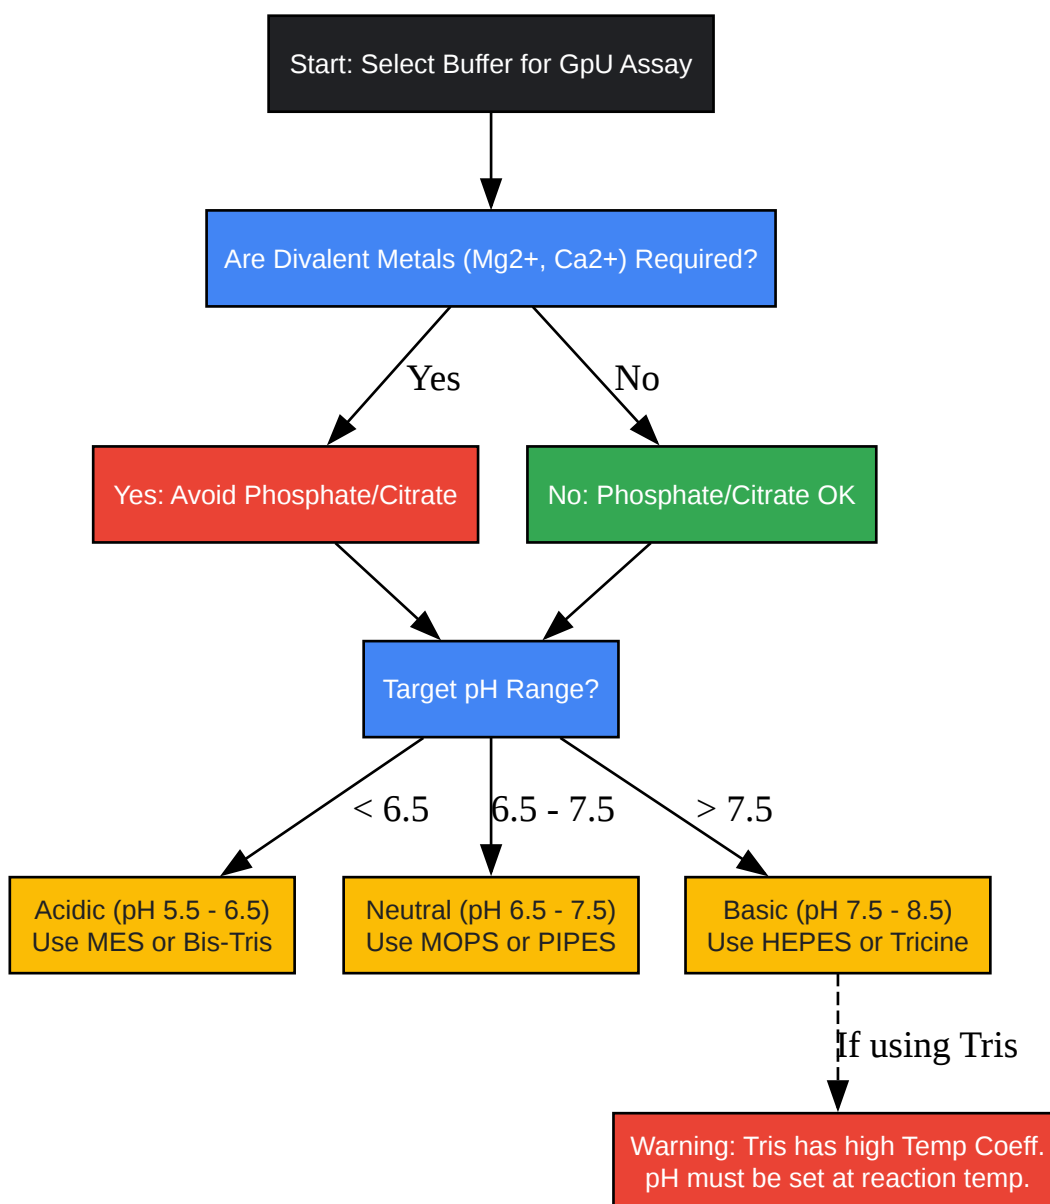 Start: Select Buffer for GpU Assay
Are Divalent Metals (Mg2+, Ca2+) Required?
Yes
No
Yes: Avoid Phosphate/Citrate
No: Phosphate/Citrate OK
Target pH Range?
< 6.5
6.5 - 7.5
> 7.5
Acidic (pH 5.5 - 6.5)
Use MES or Bis-Tris
Neutral (pH 6.5 - 7.5)
Use MOPS or PIPES
Basic (pH 7.5 - 8.5)
Use HEPES or Tricine
If using Tris
Warning: Tris has high Temp Coeff.
pH must be set at reaction temp.